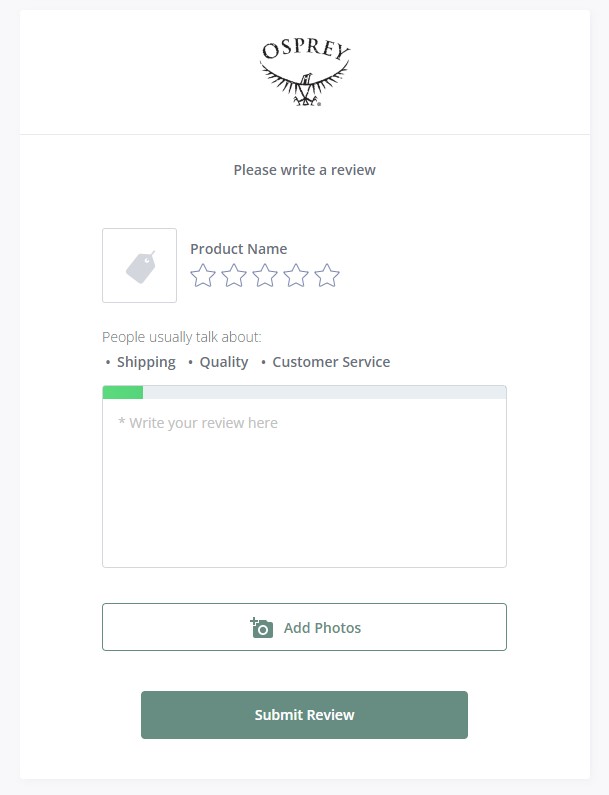 OSPREY
Please write a review
Product Name
People usually talk about:
• Shipping • Quality • Customer Service
* Write your review here
Add Photos
Submit Review